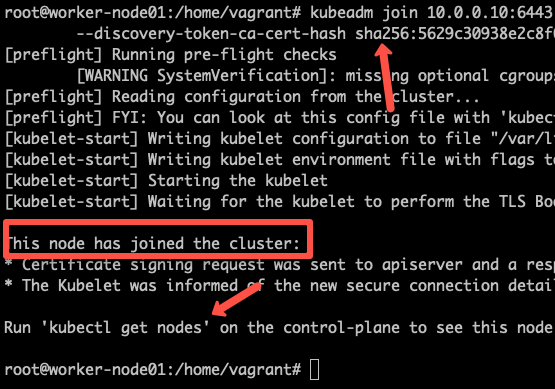 root@worker-node01:/home/vagrant# kubeadm join 10.0.0.10:6443
--discovery-token-ca-cert-hash sha256:5629c30938e2c8f
[preflight] Running pre-flight checks
[WARNING SystemVerification]: missing optional cgroups
[preflight] Reading configuration from the cluster...
[preflight] FYI: You can look at this config file with 'kubec
[kubelet-start] Writing kubelet configuration to file "/var/l
[kubelet-start] Writing kubelet environment file with flags to
[kubelet-start] Starting the kubelet
[kubelet-start] Waiting for the kubelet to perform the TLS Boo
This node has joined the cluster:
* Certificate signing request was sent to apiserver and a resp
* The Kubelet was informed of the new secure connection detail
Run 'kubectl get nodes' on the control-plane to see this node
root@worker-node01:/home/vagrant#